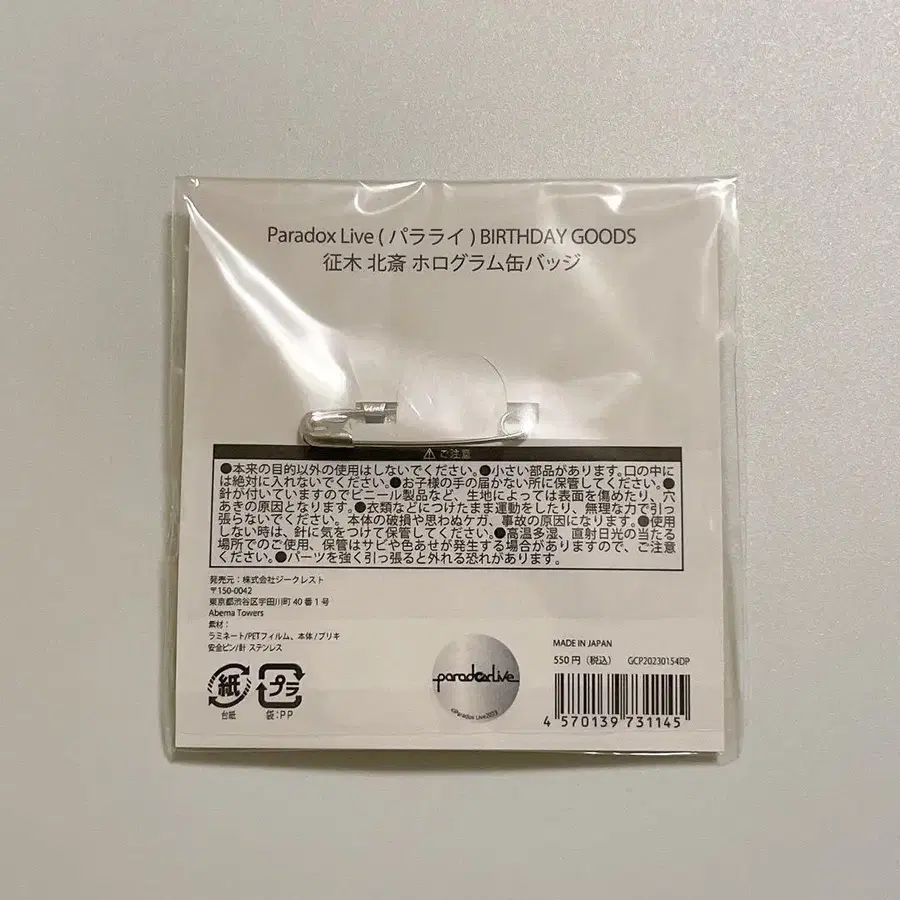 Paradox Live ( パラライ ) BIRTHDAY GOODS
征木 北斎 ホログラム缶バッジ
⚠ ご注意
●本来の目的以外の使用はしないでください。●小さい部品があります。口の中に
は絶対に入れないでください。●お子様の手の届かない所に保管してください。●
針が付いていますのでビニール製品など、生地によっては表面を傷めたり、穴
あきの原因となります。●衣類などにつけたまま運動をしたり、無理な力で引っ
張らないでください。本体の破損や思わぬケガ、事故の原因になります。●使用
しない時は、針に気をつけて保管してください。●高温多湿、直射日光の当たる
場所でのご使用、保管はサビや色あせが発生する場合がありますので、ご注意
ください。●パーツを強く引っ張ると外れる恐れがあります。
発売元：株式会社ジークレスト
〒150-0042
東京都渋谷区宇田川町 40 番 1 号
Abema Towers
素材：
ラミネート/PETフィルム、本体 /ブリキ
安全ピン/針 ステンレス
紙
台紙
プラ
袋：P P
paradoxlive
©Paradox Live2023
MADE IN JAPAN
550 円（税込） GCP20230154DP
4 570139 731145